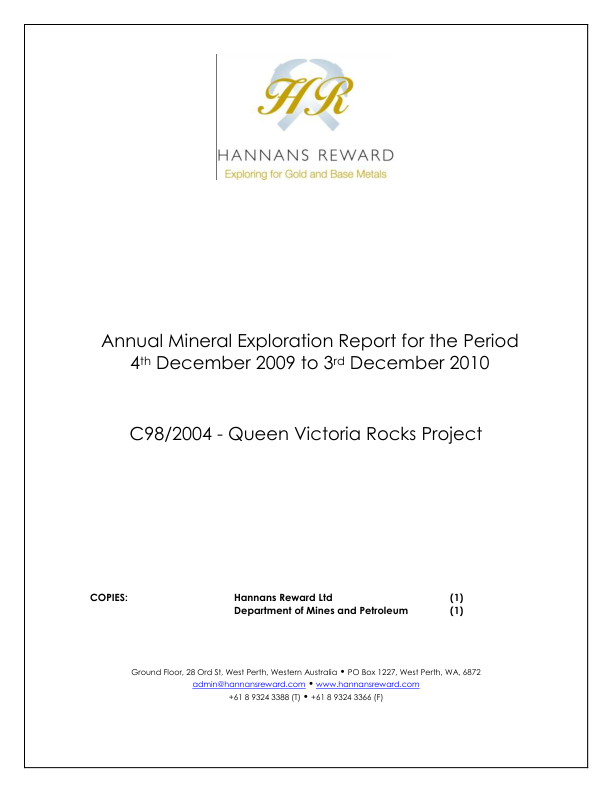 HR
HANNANS REWARD
Exploring for Gold and Base Metals
Annual Mineral Exploration Report for the Period
4th December 2009 to 3rd December 2010
C98/2004 - Queen Victoria Rocks Project
COPIES: Hannans Reward Ltd (1)
Department of Mines and Petroleum (1)
Ground Floor, 28 Ord St, West Perth, Western Australia • PO Box 1227, West Perth, WA, 6872
admin@hannansreward.com • www.hannansreward.com
+61 8 9324 3388 (T) • +61 8 9324 3366 (F)